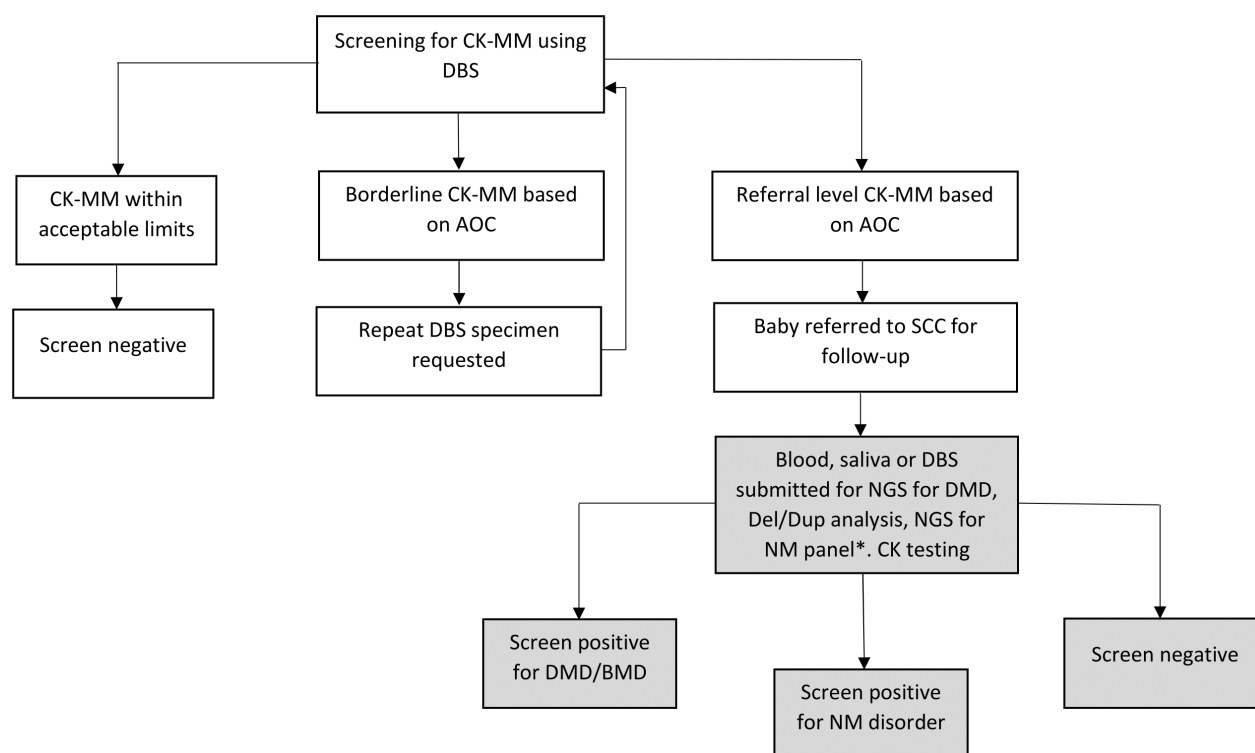 Screening for CK-MM using
DBS
CK-MM within
acceptable limits
Borderline CK-MM based
on AOC
Referral level CK-MM based
on AOC
Screen negative
Repeat DBS specimen
requested
Baby referred to SCC for
follow-up
Blood, saliva or DBS
submitted for NGS for DMD,
Del/Dup analysis, NGS for
NM panel*. CK testing
Screen positive
for DMD/BMD
Screen positive
for NM disorder
Screen negative